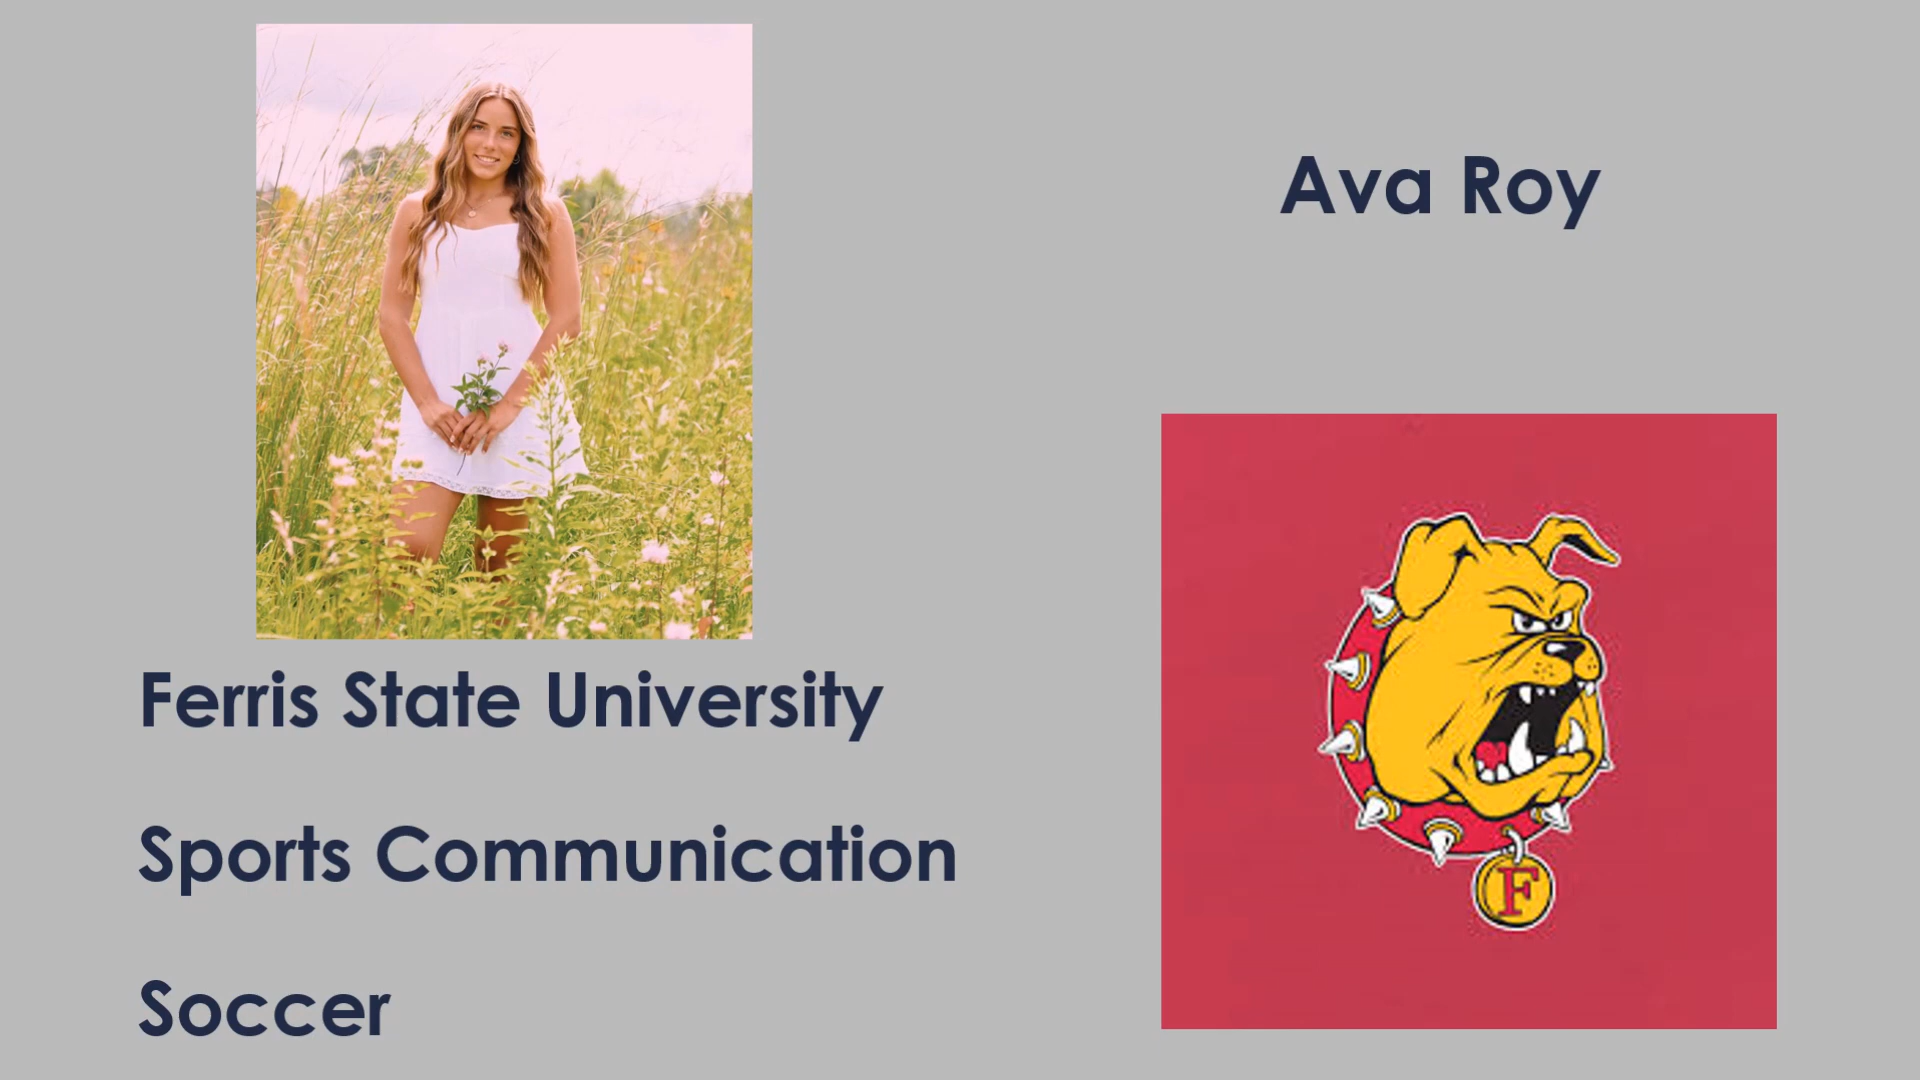 Ava Roy
Ferris State University
Sports Communication
Soccer
F